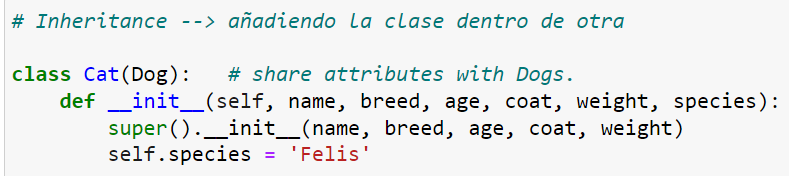 # Inheritance --> añadiendo la clase dentro de otra
class Cat(Dog):   # share attributes with Dogs.
    def __init__(self, name, breed, age, coat, weight, species):
        super().__init__(name, breed, age, coat, weight)
        self.species = 'Felis'